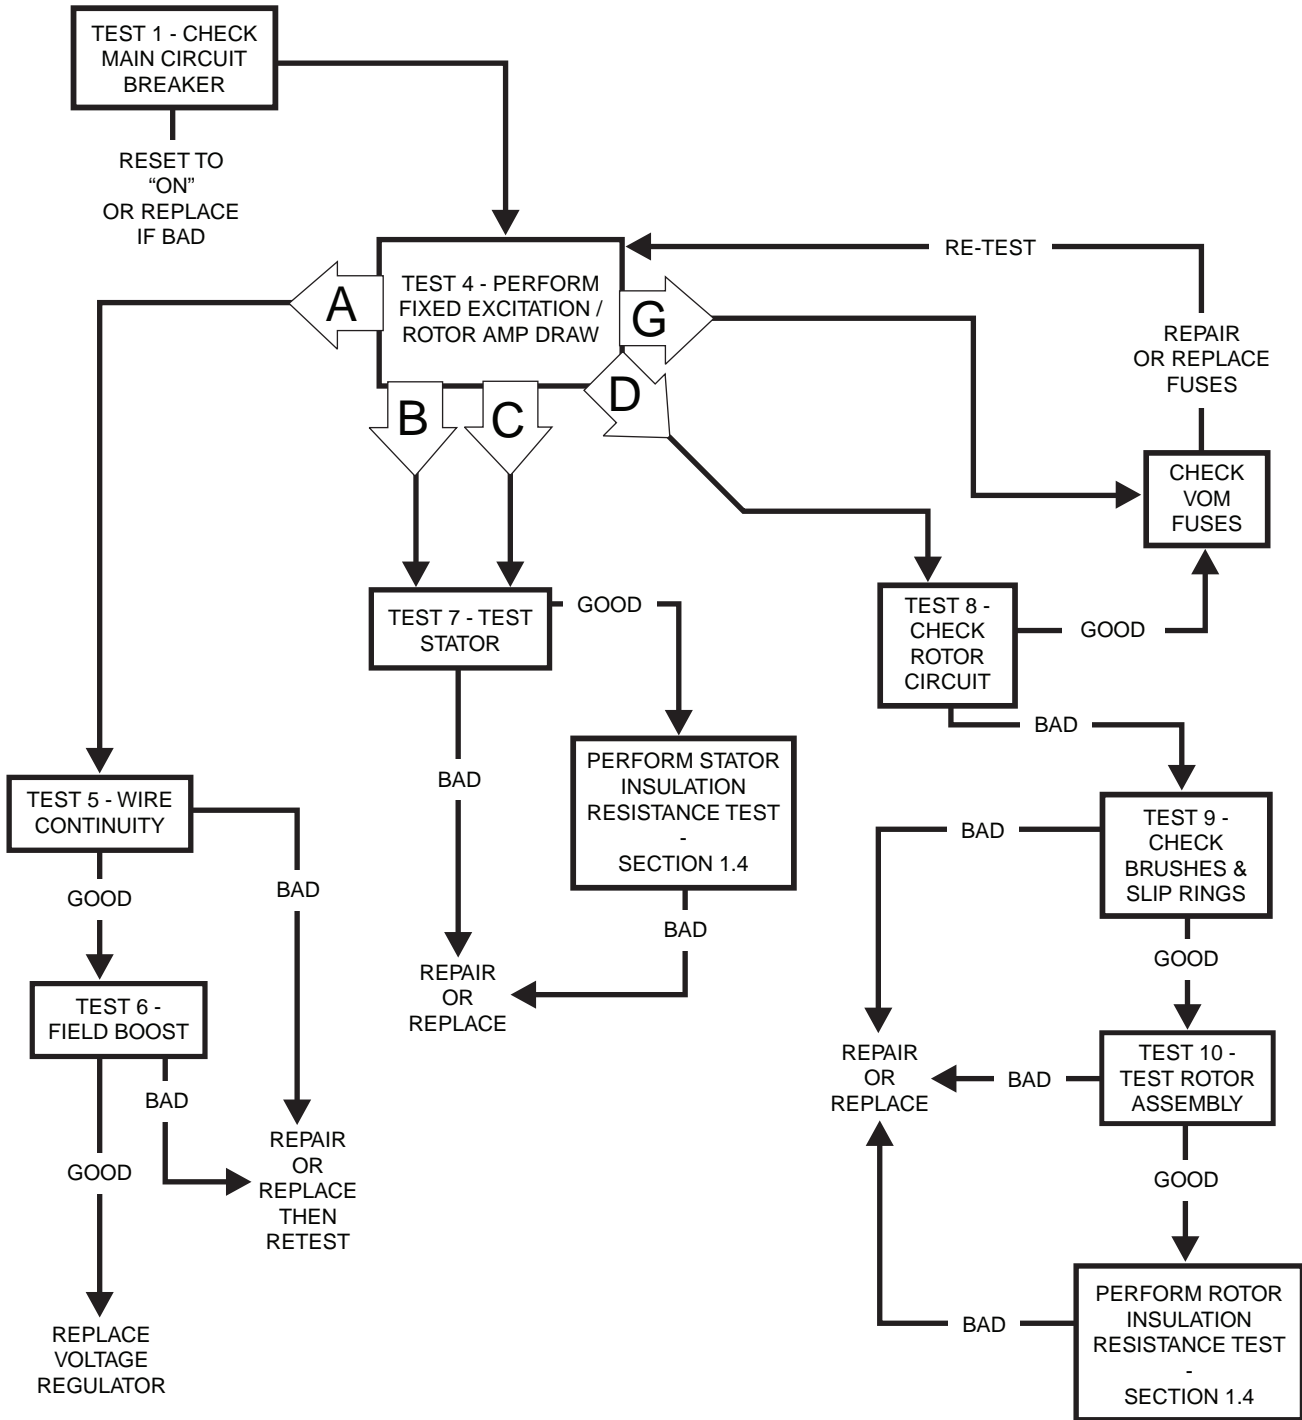 TEST 1 - CHECK
MAIN CIRCUIT
BREAKER
RESET TO
“ON”
OR REPLACE
IF BAD
TEST 4 - PERFORM
FIXED EXCITATION /
ROTOR AMP DRAW
A
B
C
D
G
RE-TEST
REPAIR
OR REPLACE
FUSES
CHECK
VOM
FUSES
TEST 7 - TEST
STATOR
GOOD
BAD
PERFORM STATOR
INSULATION
RESISTANCE TEST
-
SECTION 1.4
BAD
REPAIR
OR
REPLACE
TEST 8 -
CHECK
ROTOR
CIRCUIT
GOOD
BAD
TEST 5 - WIRE
CONTINUITY
GOOD
BAD
TEST 6 -
FIELD BOOST
BAD
GOOD
REPAIR
OR
REPLACE
THEN
RETEST
REPLACE
VOLTAGE
REGULATOR
TEST 9 -
CHECK
BRUSHES &
SLIP RINGS
BAD
GOOD
TEST 10 -
TEST ROTOR
ASSEMBLY
BAD
REPAIR
OR
REPLACE
GOOD
PERFORM ROTOR
INSULATION
RESISTANCE TEST
-
SECTION 1.4
BAD